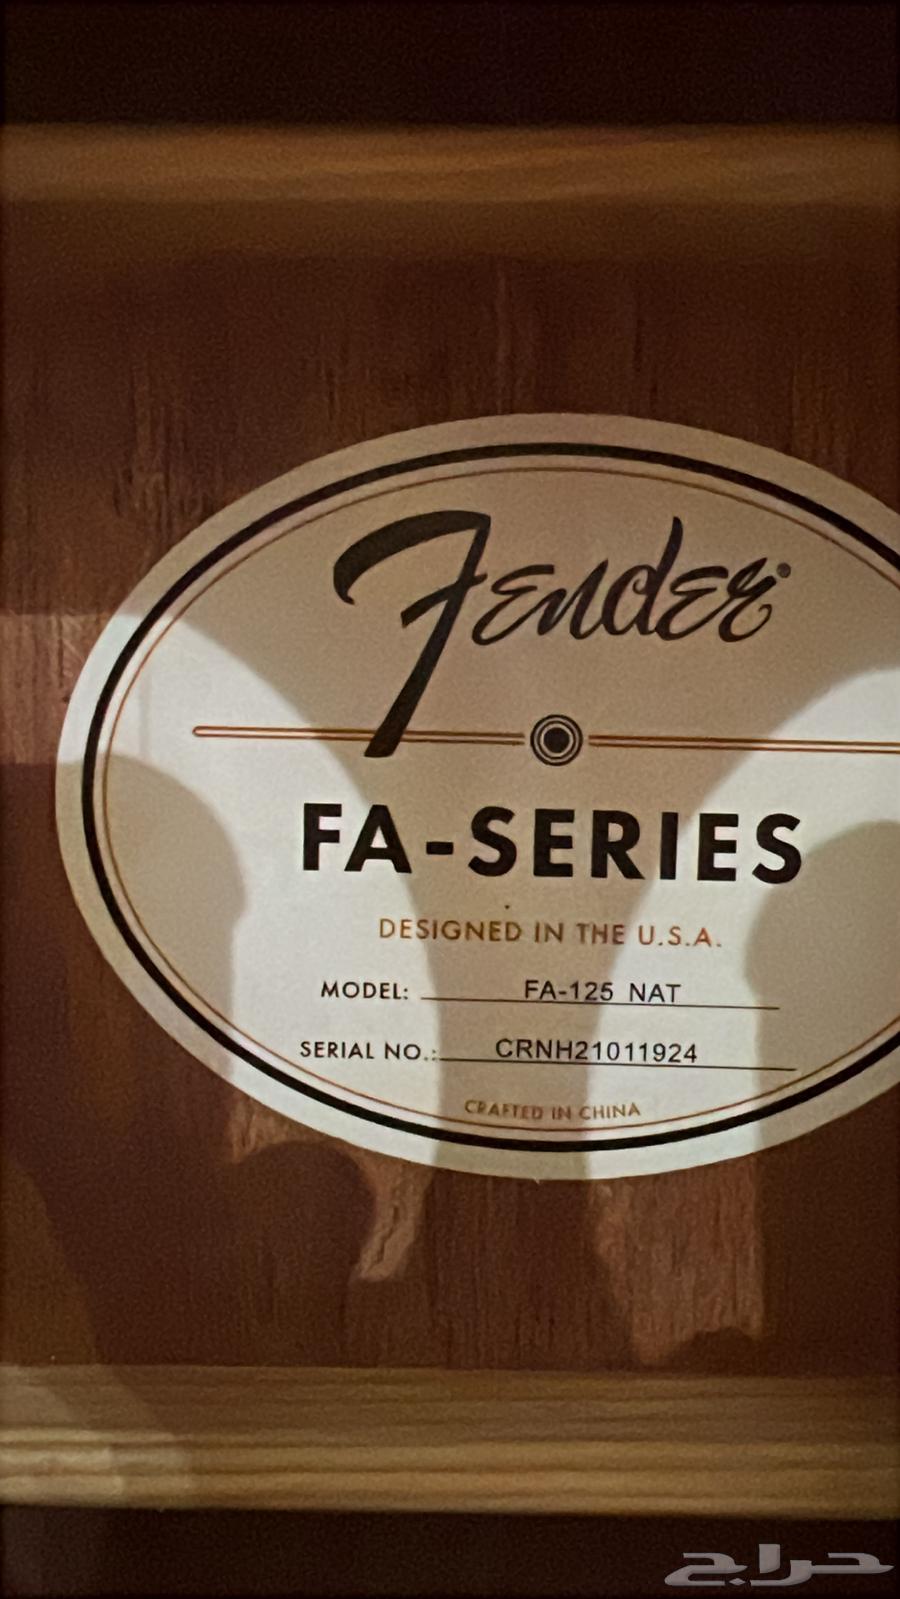 Fender®
FA-SERIES
DESIGNED IN THE U.S.A.
MODEL: FA-125 NAT
SERIAL NO.: CRNH21011924
CRAFTED IN CHINA
حراج